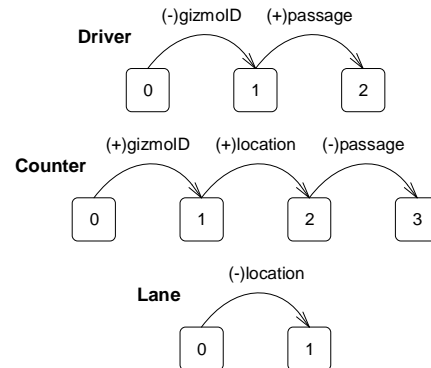 (-)gizmoID (+)passage
Driver
0 1 2
(+)gizmoID (+)location (-)passage
Counter
0 1 2 3
(-)location
Lane
0 1